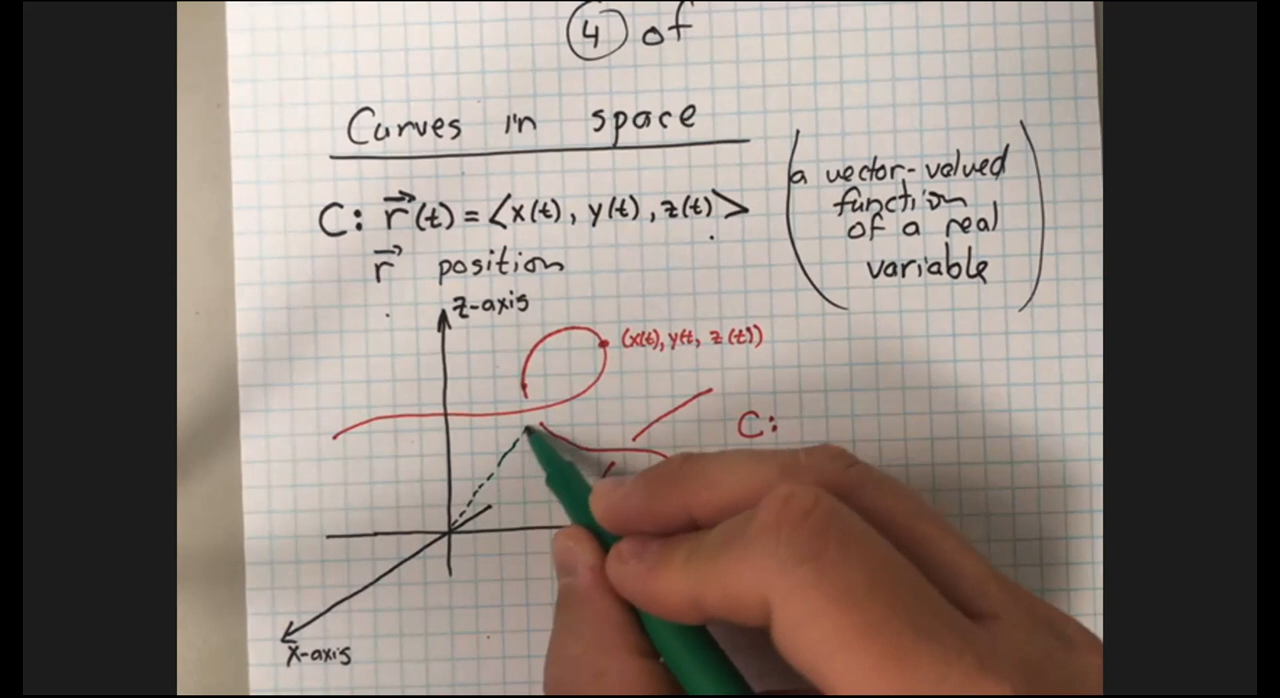 ④ of
Curves in space
C: r⃗(t) = <x(t), y(t), z(t)>
(a vector-valued
function
of a real
variable)
r⃗ position
z-axis
(x(t), y(t, z(t))
C:
x-axis